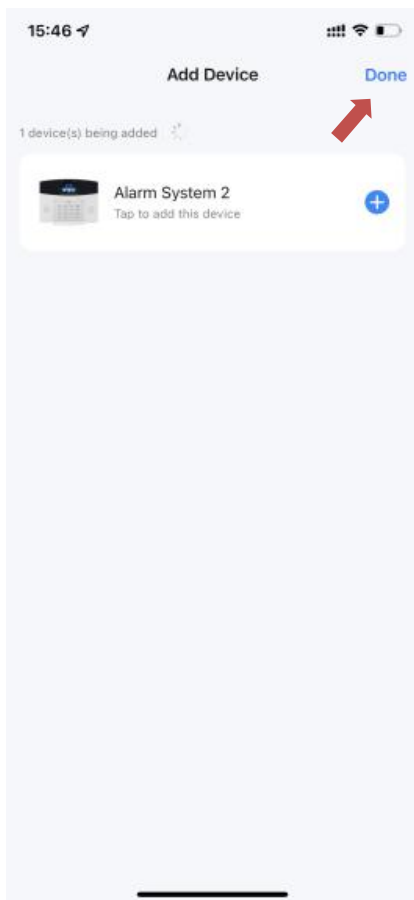 15:46
Add Device
Done
1 device(s) being added
Alarm System 2
Tap to add this device